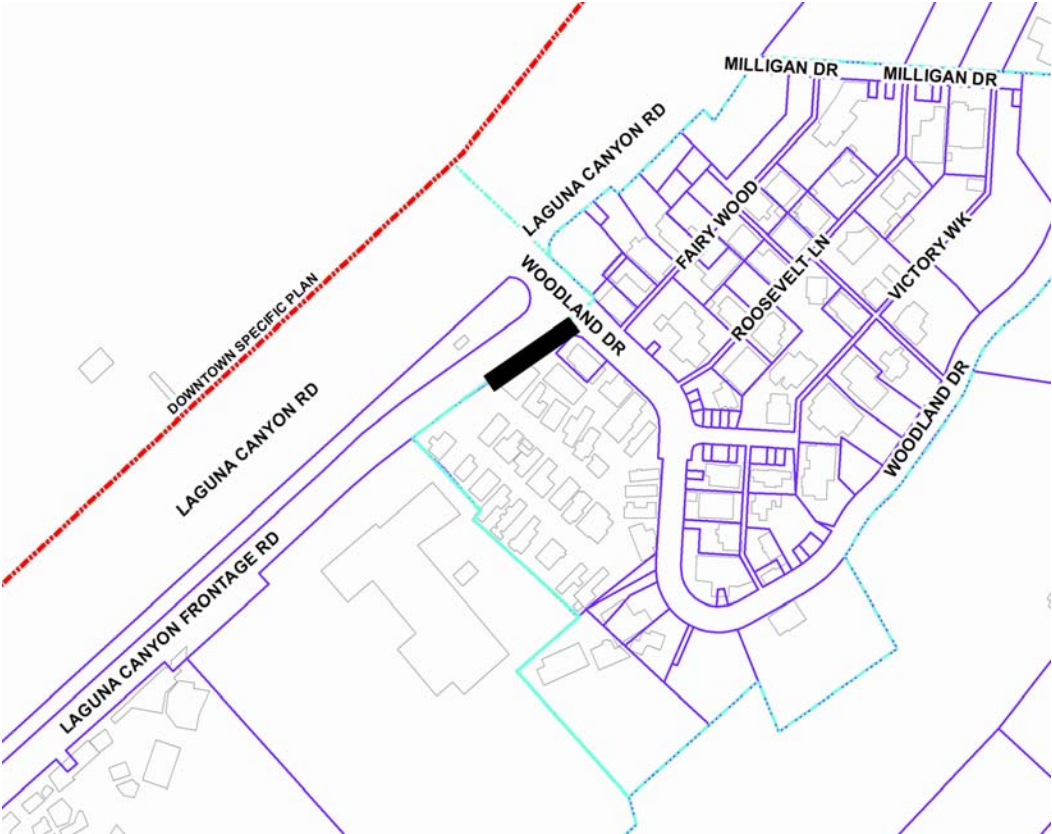 MILLIGAN DR
MILLIGAN DR
LAGUNA CANYON RD
FAIRY WOOD
ROOSEVELT LN
VICTORY WK
WOODLAND DR
DOWNTOWN SPECIFIC PLAN
LAGUNA CANYON RD
WOODLAND DR
LAGUNA CANYON FRONTAGE RD